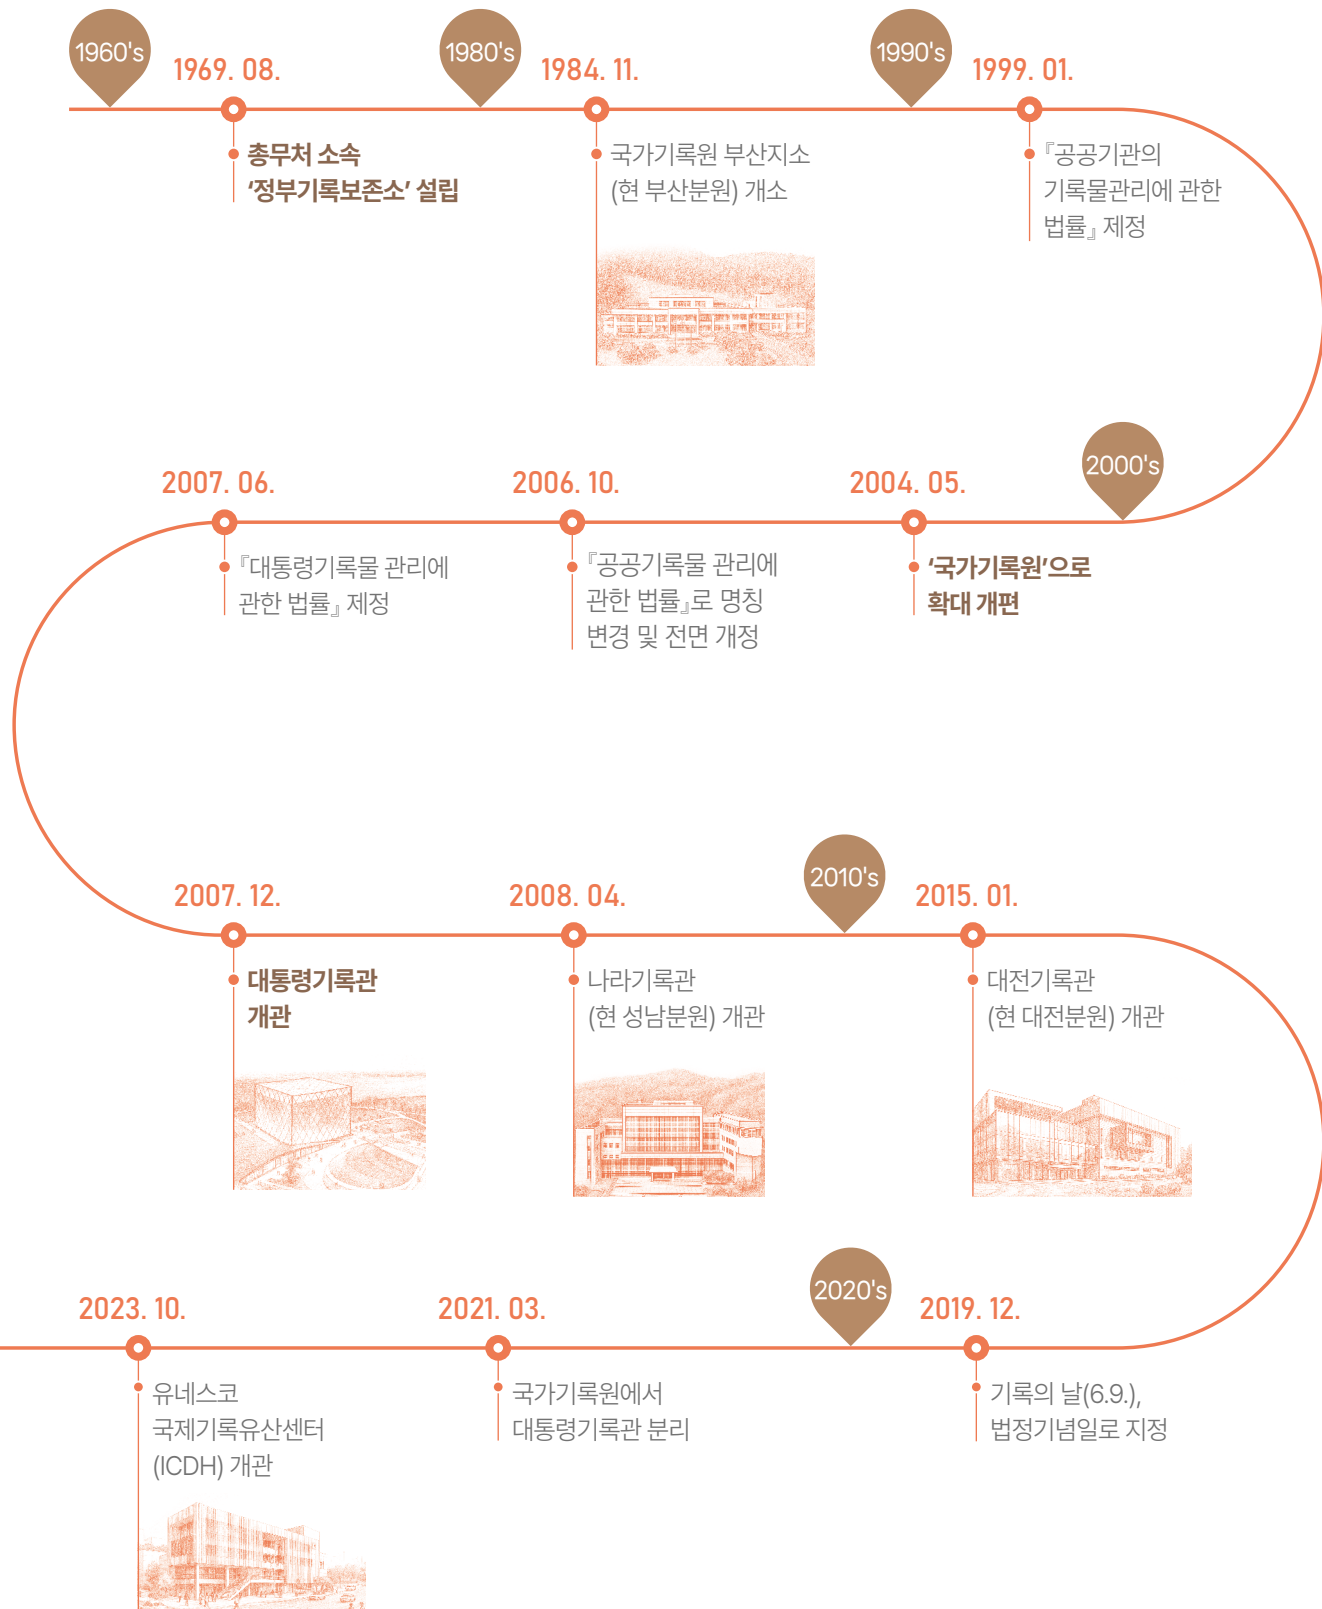 1960's
1969. 08.
총무처 소속
‘정부기록보존소’ 설립
1980's
1984. 11.
국가기록원 부산지소
(현 부산분원) 개소
1990's
1999. 01.
『공공기관의
기록물관리에 관한
법률』 제정
2000's
2004. 05.
‘국가기록원’으로
확대 개편
2006. 10.
『공공기록물 관리에
관한 법률』로 명칭
변경 및 전면 개정
2007. 06.
『대통령기록물 관리에
관한 법률』 제정
2007. 12.
대통령기록관
개관
2008. 04.
나라기록관
(현 성남분원) 개관
2010's
2015. 01.
대전기록관
(현 대전분원) 개관
2019. 12.
기록의 날(6.9.),
법정기념일로 지정
2020's
2021. 03.
국가기록원에서
대통령기록관 분리
2023. 10.
유네스코
국제기록유산센터
(ICDH) 개관